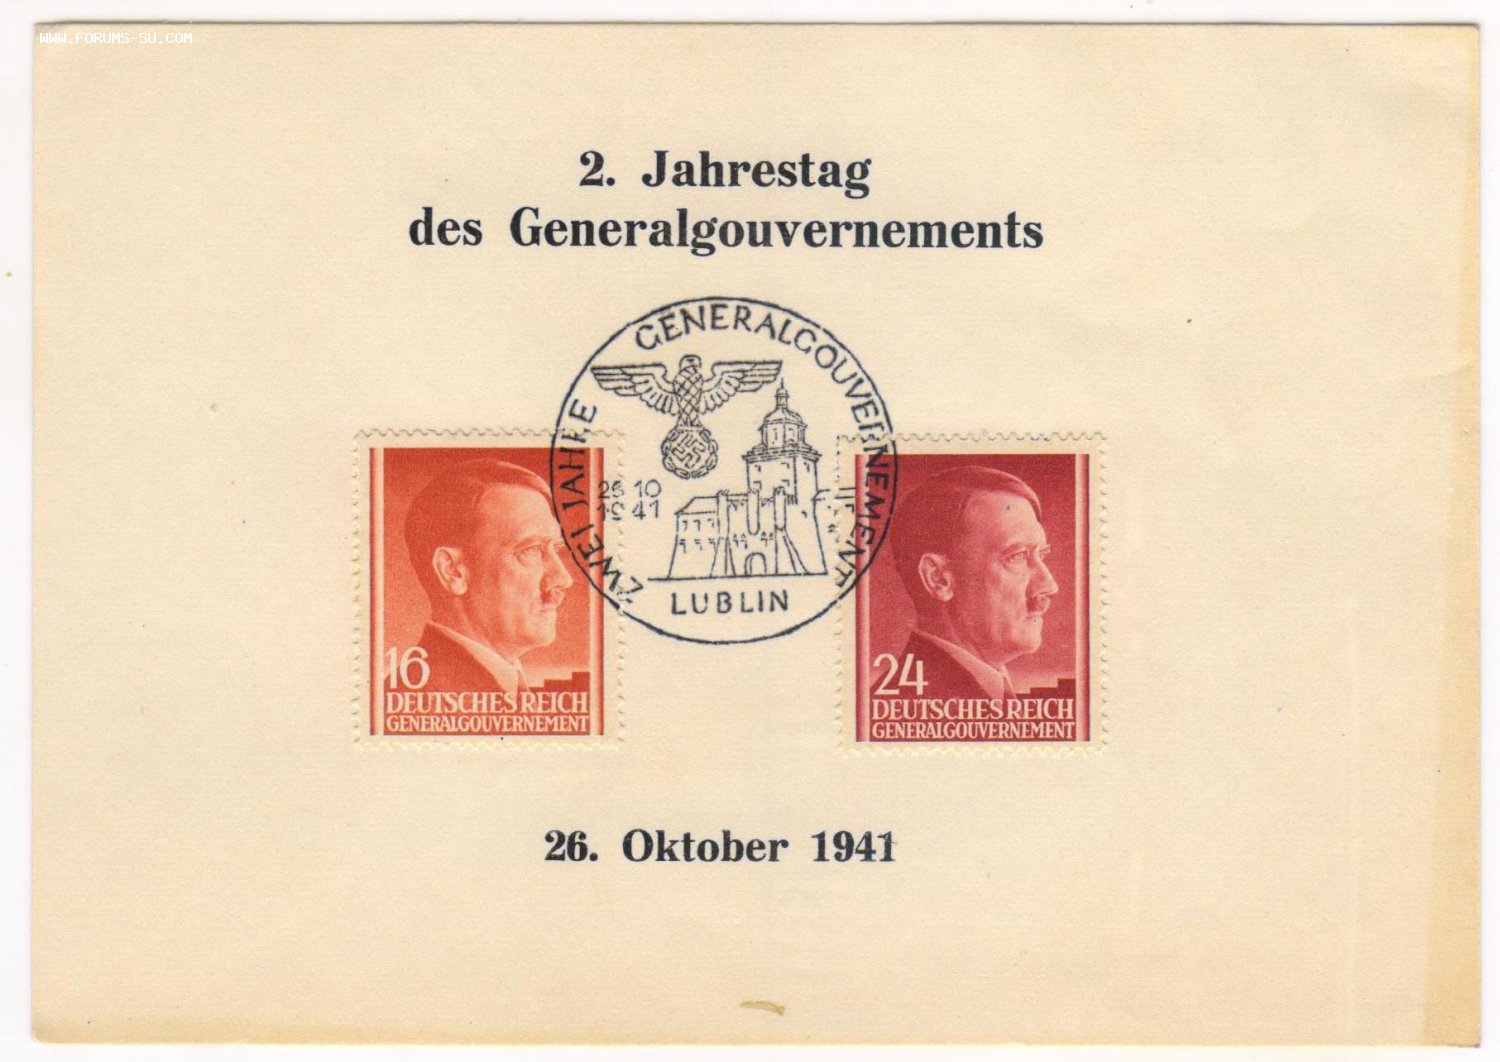 WWW.FORUMS-SU.COM
2. Jahrestag
des Generalgouvernements
ZWEI JAHRE GENERALGOUVERNEMENT
26 10
1941
LUBLIN
16
DEUTSCHES REICH
GENERALGOUVERNEMENT
24
DEUTSCHES REICH
GENERALGOUVERNEMENT
26. Oktober 1941